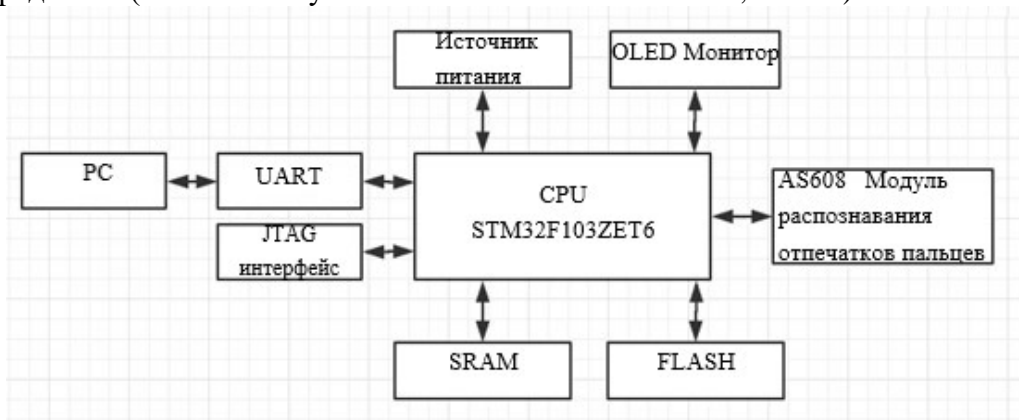 Источник
питания
OLED Монитор
PC
UART
CPU
STM32F103ZET6
AS608 Модуль
распознавания
отпечатков пальцев
JTAG
интерфейс
SRAM
FLASH